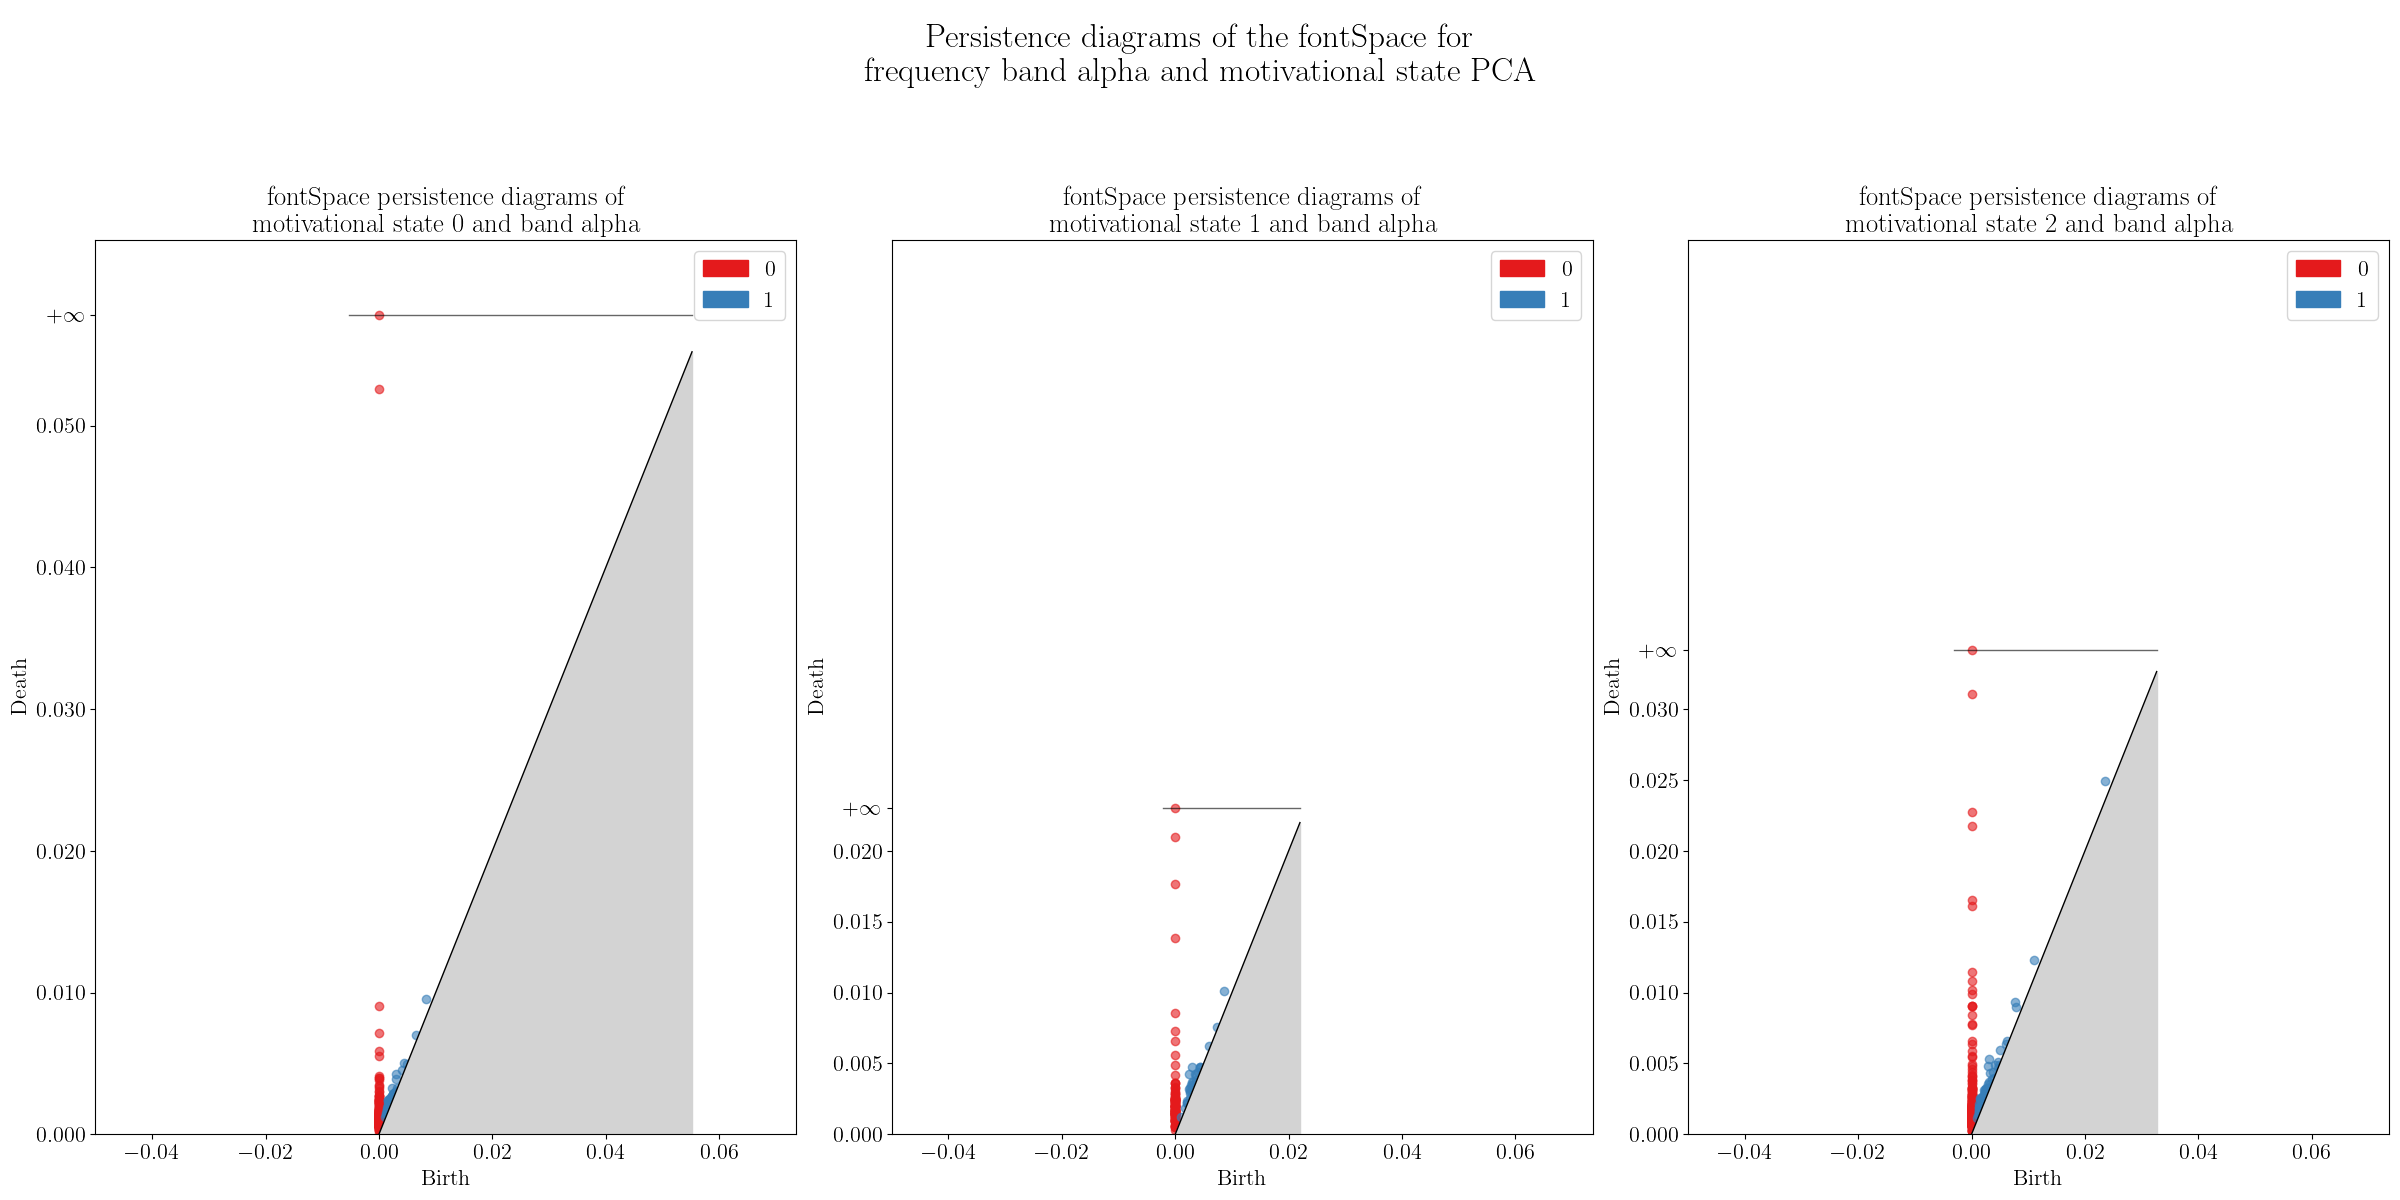 Persistence diagrams of the fontSpace for
frequency band alpha and motivational state PCA
fontSpace persistence diagrams of
motivational state 0 and band alpha
0
1
+∞
0.050
0.040
0.030
0.020
0.010
0.000
Death
−0.04 −0.02 0.00 0.02 0.04 0.06
Birth
fontSpace persistence diagrams of
motivational state 1 and band alpha
0
1
+∞
0.020
0.015
0.010
0.005
0.000
Death
−0.04 −0.02 0.00 0.02 0.04 0.06
Birth
fontSpace persistence diagrams of
motivational state 2 and band alpha
0
1
+∞
0.030
0.025
0.020
0.015
0.010
0.005
0.000
Death
−0.04 −0.02 0.00 0.02 0.04 0.06
Birth